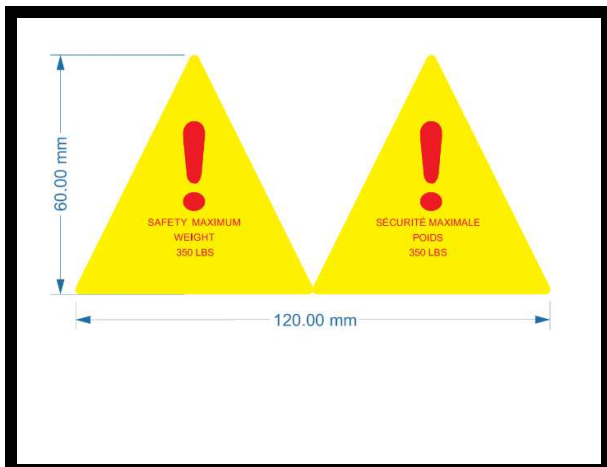 60.00 mm
SAFETY MAXIMUM
WEIGHT
350 LBS
SÉCURITÉ MAXIMALE
POIDS
350 LBS
120.00 mm